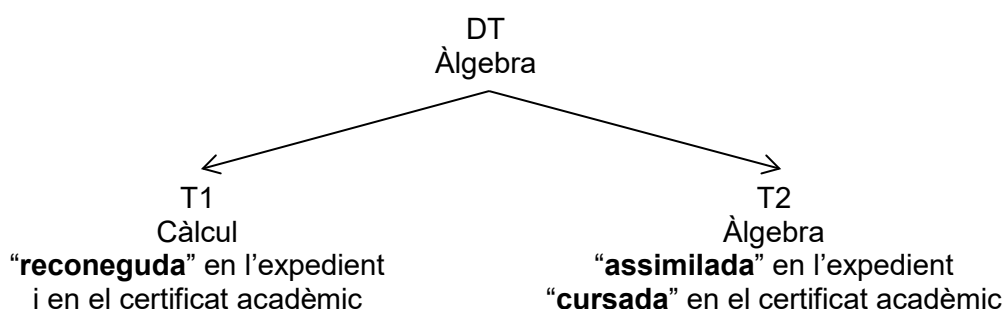 DT
Àlgebra
T1
Càlcul
“reconeguda” en l’expedient
i en el certificat acadèmic
T2
Àlgebra
“assimilada” en l’expedient
“cursada” en el certificat acadèmic